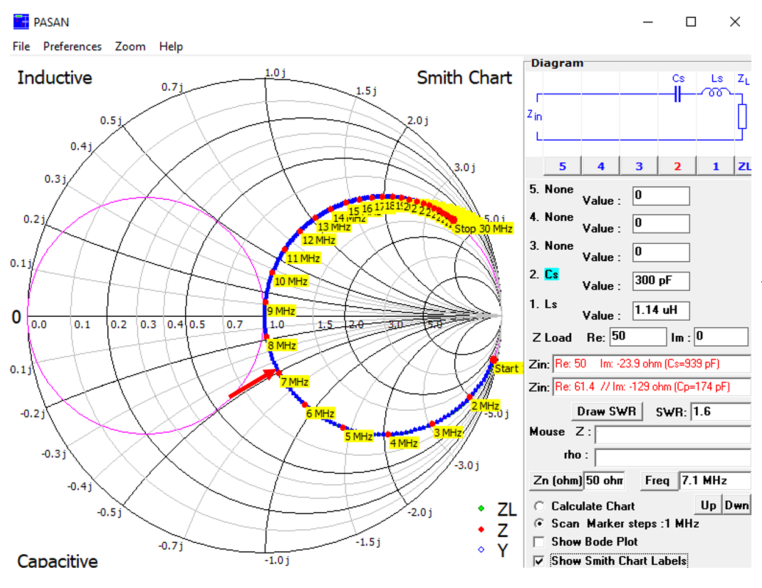 PASAN
File Preferences Zoom Help
Inductive
Smith Chart
1.0 j
0.7 j
1.5 j
0.5 j
2.0 j
0.4 j
0.3 j
3.0 j
0.2 j
5.0 j
0.1 j
0
0.0 0.1 0.2 0.3 0.4 0.5 0.7 1.0 1.5 2.0 3.0 5.0
0.1 j
-0.2 j
-5.0 j
-0.3 j
-3.0 j
-0.4 j
-2.0 j
-0.5 j
-0.7 j
-1.5 j
-1.0 j
Capacitive
Start
2 MHz
3 MHz
4 MHz
5 MHz
6 MHz
7 MHz
8 MHz
9 MHz
10 MHz
11 MHz
12 MHz
13 MHz
14 MHz
15
16
17
18
19
Stop 30 MHz
ZL
Z
Y
Diagram
Cs Ls ZL
Zin
5 4 3 2 1 ZL
5. None Value : 0
4. None Value : 0
3. None Value : 0
2. Cs Value : 300 pF
1. Ls Value : 1.14 uH
Z Load Re: 50 Im : 0
Zin: Re: 50 Im: -23.9 ohm (Cs=939 pF)
Zin: Re: 61.4 // Im: -129 ohm (Cp=174 pF)
Draw SWR SWR: 1.6
Mouse Z :
rho :
Zn (ohm) 50 ohm Freq 7.1 MHz
Calculate Chart Up Dwn
Scan Marker steps :1 MHz
Show Bode Plot
Show Smith Chart Labels